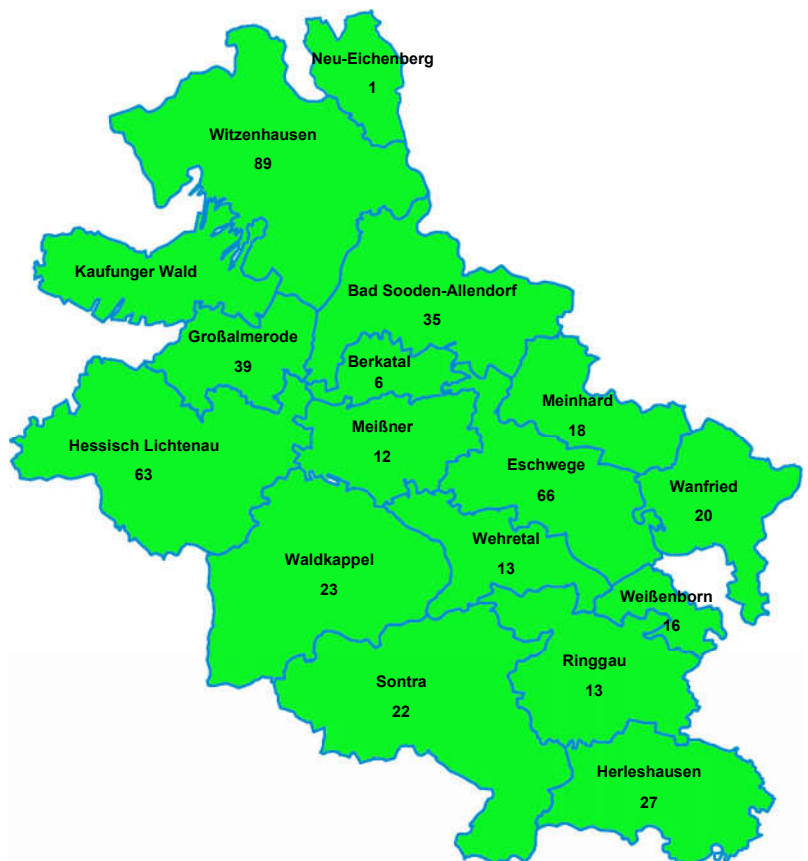 Neu-Eichenberg
1
Witzenhausen
89
Kaufunger Wald
Bad Sooden-Allendorf
35
Großalmerode
39
Berkatal
6
Meinhard
18
Meißner
12
Hessisch Lichtenau
63
Eschwege
66
Wanfried
20
Wehretal
13
Waldkappel
23
Weißenborn
16
Ringgau
13
Sontra
22
Herleshausen
27